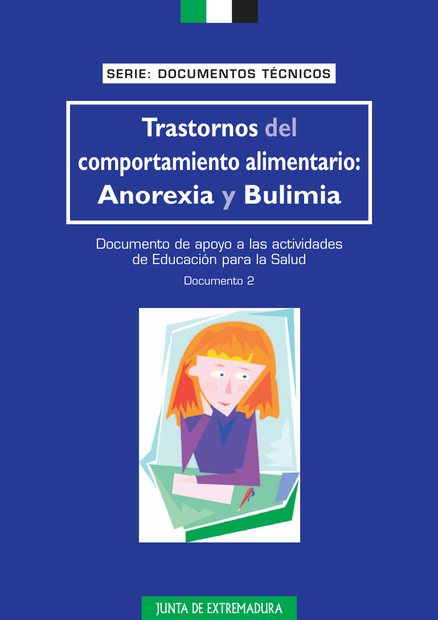 SERIE: DOCUMENTOS TÉCNICOS
Trastornos del
comportamiento alimentario:
Anorexia y Bulimia
Documento de apoyo a las actividades
de Educación para la Salud
Documento 2
JUNTA DE EXTREMADURA